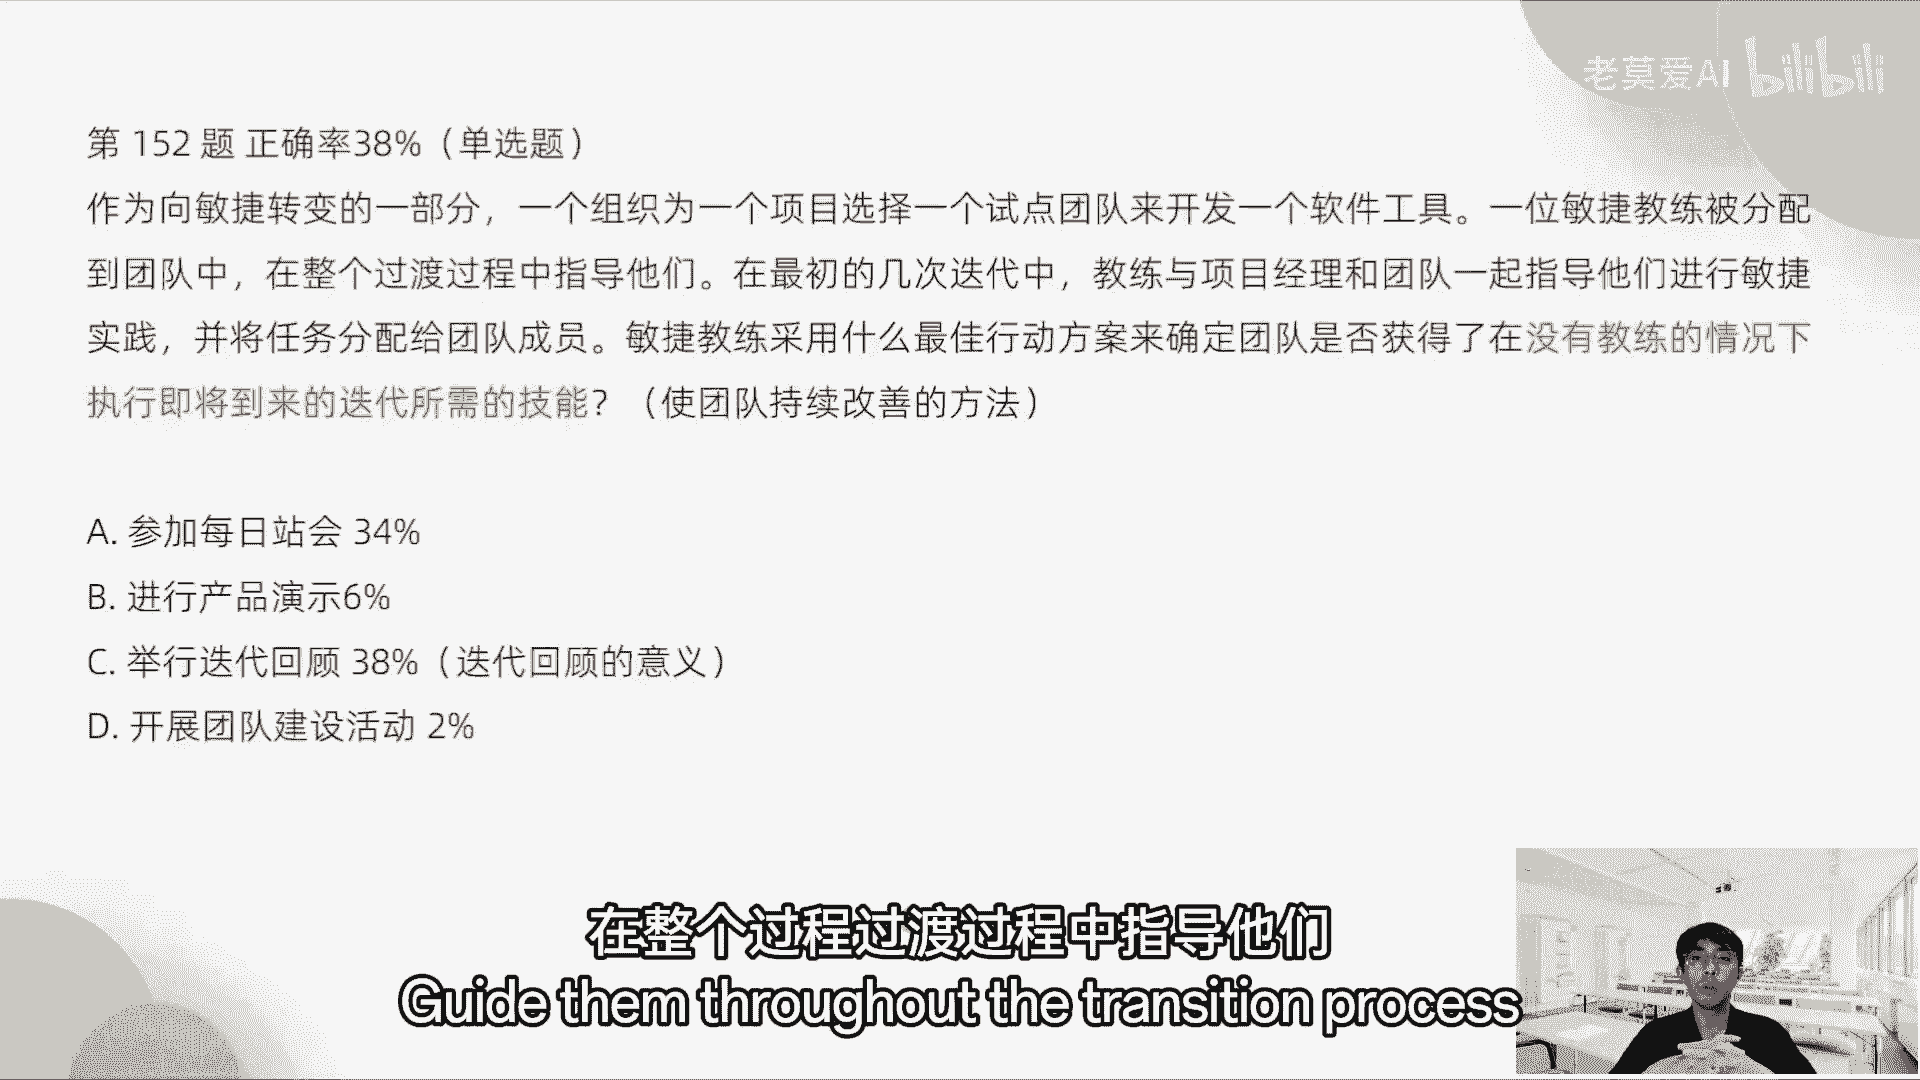 老莫爱AI bilibili
第 152 题 正确率38%（单选题）
作为向敏捷转变的一部分，一个组织为一个项目选择一个试点团队来开发一个软件工具。一位敏捷教练被分配
到团队中，在整个过渡过程中指导他们。在最初的几次迭代中，教练与项目经理和团队一起指导他们进行敏捷
实践，并将任务分配给团队成员。敏捷教练采用什么最佳行动方案来确定团队是否获得了在没有教练的情况下
执行即将到来的迭代所需的技能？（使团队持续改善的方法）
A. 参加每日站会 34%
B. 进行产品演示6%
C. 举行迭代回顾 38%（迭代回顾的意义）
D. 开展团队建设活动 2%
在整个过程过渡过程中指导他们
Guide them throughout the transition process